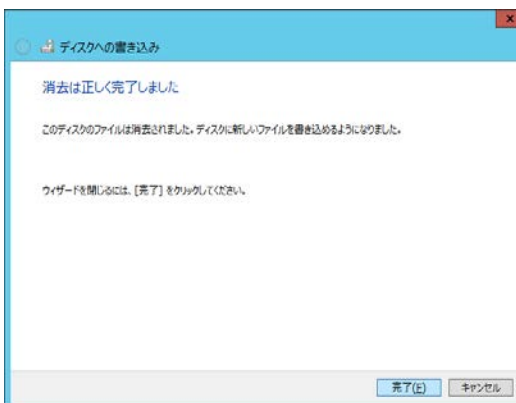 ディスクへの書き込み
消去は正しく完了しました
このディスクのファイルは消去されました。ディスクに新しいファイルを書き込めるようになりました。
ウィザードを閉じるには、[完了] をクリックしてください。
完了(F) キャンセル